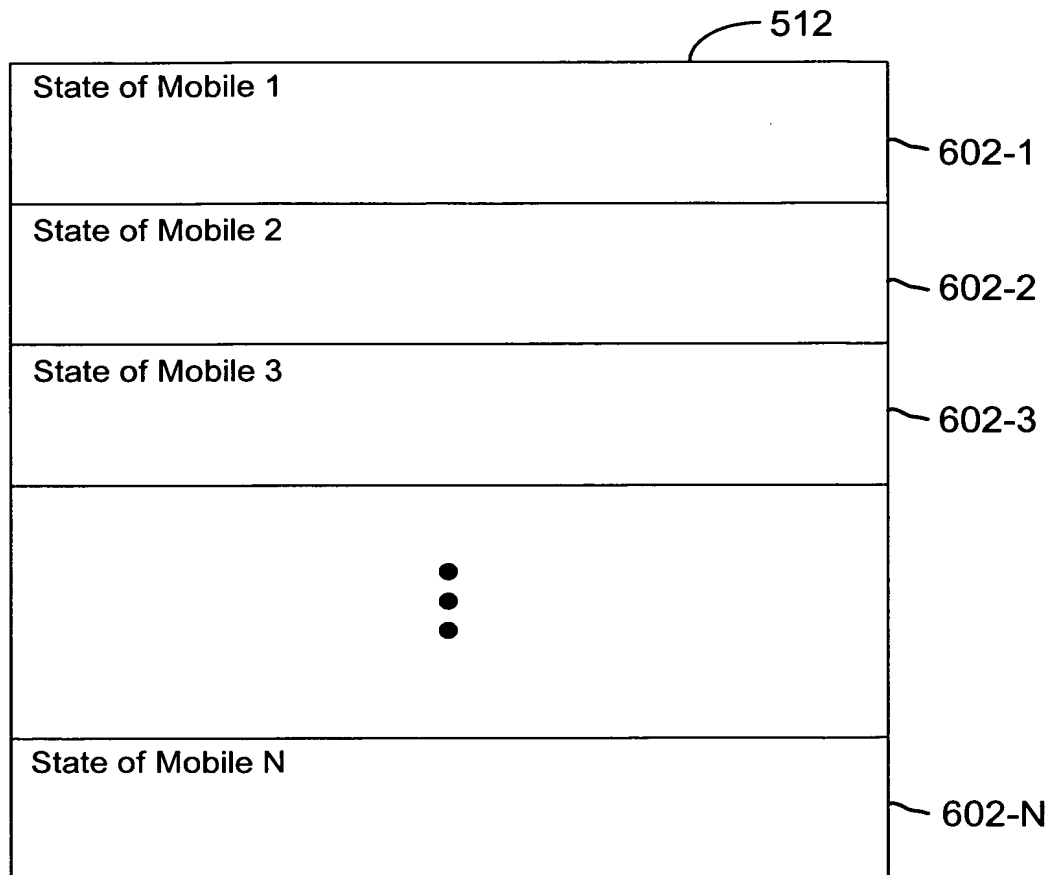 512
State of Mobile 1
602-1
State of Mobile 2
602-2
State of Mobile 3
602-3
State of Mobile N
602-N